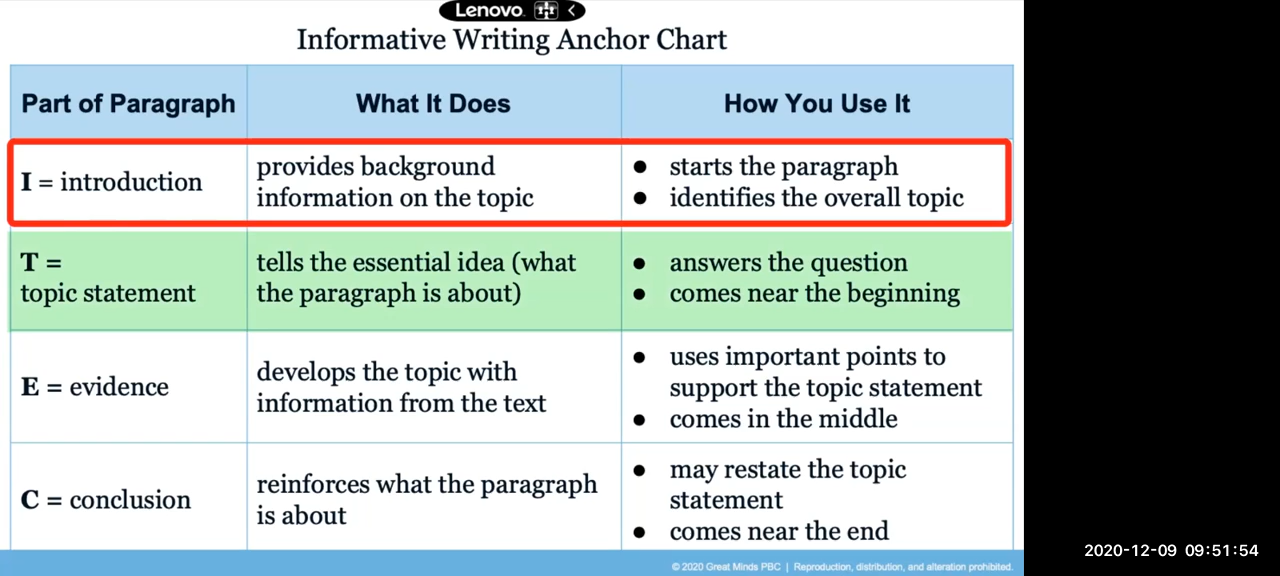 Lenovo
Informative Writing Anchor Chart
Part of Paragraph
What It Does
How You Use It
I = introduction
provides background
information on the topic
● starts the paragraph
● identifies the overall topic
T =
topic statement
tells the essential idea (what
the paragraph is about)
● answers the question
● comes near the beginning
E = evidence
develops the topic with
information from the text
● uses important points to
support the topic statement
● comes in the middle
C = conclusion
reinforces what the paragraph
is about
● may restate the topic
statement
● comes near the end
© 2020 Great Minds PBC | Reproduction, distribution, and alteration prohibited.
2020-12-09 09:51:54